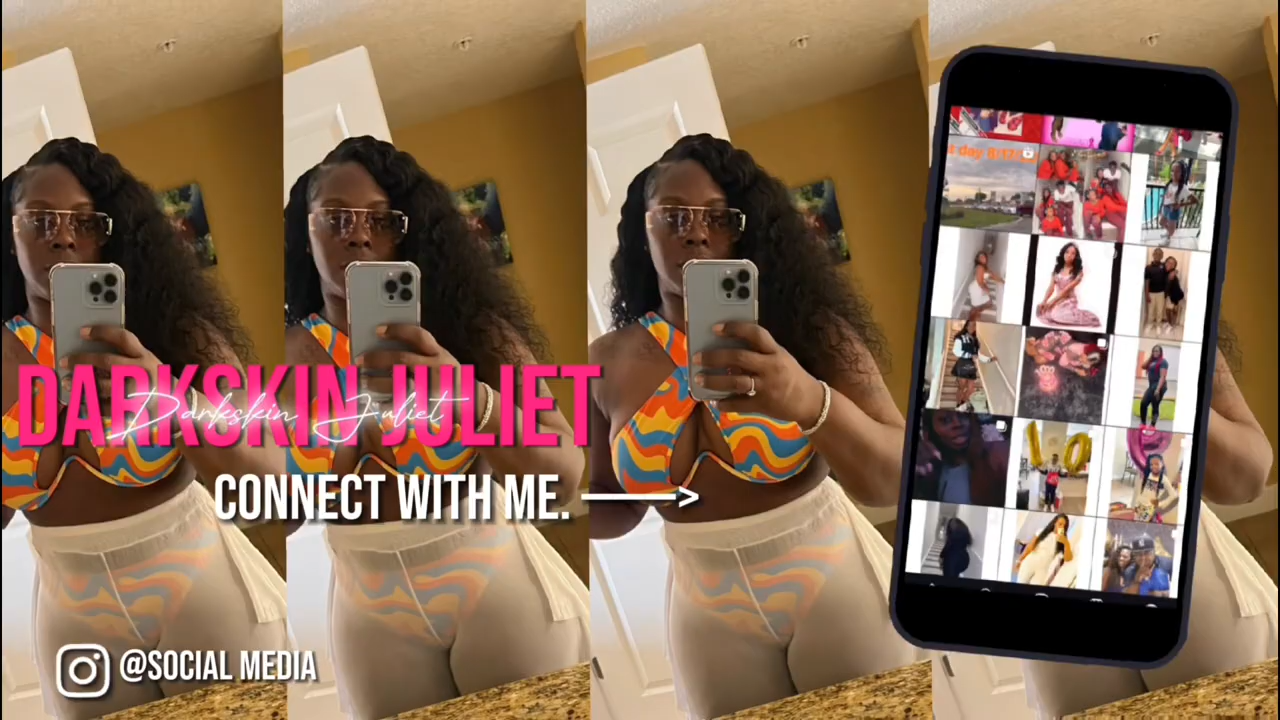 DARKSKIN JULIET
Darkskin Juliet
CONNECT WITH ME.
@SOCIAL MEDIA